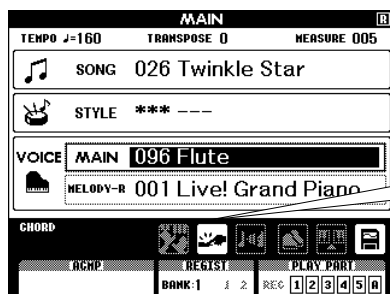 MAIN R
TEMPO ♩=160 TRANSPOSE 0 MEASURE 005
SONG 026 Twinkle Star
STYLE *** ---
VOICE MAIN 096 Flute
MELODY-R 001 Live! Grand Piano
CHORD
ACMP REGIST PLAY PART
BANK:1 1 2 REC 1 2 3 4 5 A